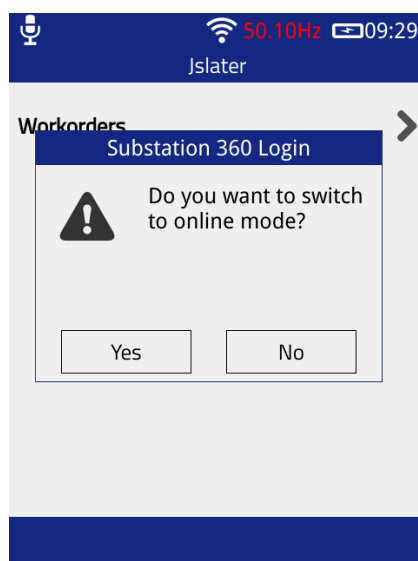 50.10Hz 09:29
Jslater
Workorders
Substation 360 Login
Do you want to switch
to online mode?
Yes No